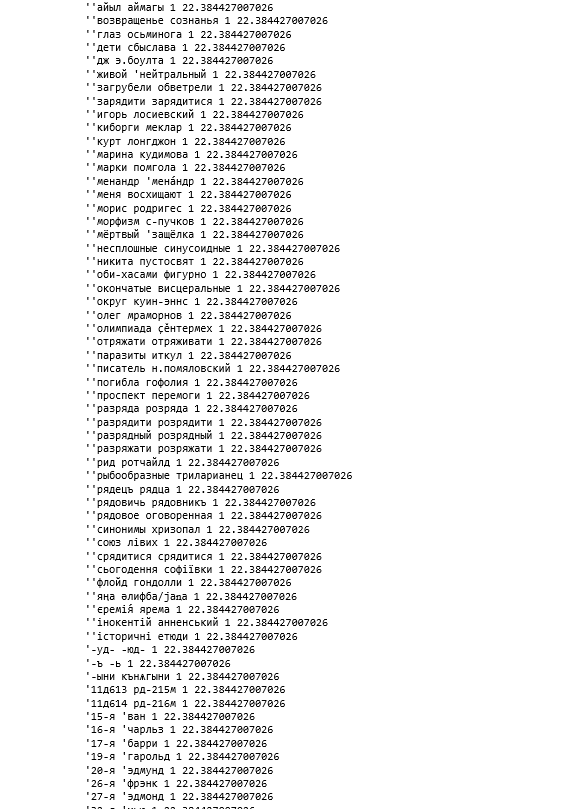 ''айыл аймагы 1 22.384427007026
''возвращенье сознанья 1 22.384427007026
''глаз осьминога 1 22.384427007026
''дети сбыслава 1 22.384427007026
''дж э.боулта 1 22.384427007026
''живой 'нейтральный 1 22.384427007026
''загрубели обветрели 1 22.384427007026
''зарядити зарядитися 1 22.384427007026
''игорь лосиевский 1 22.384427007026
''киборги меклар 1 22.384427007026
''курт лонгджон 1 22.384427007026
''марина кудимова 1 22.384427007026
''марки помгола 1 22.384427007026
''менандр 'мена́ндр 1 22.384427007026
''меня восхищают 1 22.384427007026
''морис родригес 1 22.384427007026
''морфизм с-пучков 1 22.384427007026
''мёртвый 'защёлка 1 22.384427007026
''несплошные синусоидные 1 22.384427007026
''никита пустосвят 1 22.384427007026
''оби-хасами фигурно 1 22.384427007026
''окончатые висцеральные 1 22.384427007026
''округ куин-эннс 1 22.384427007026
''олег мраморнов 1 22.384427007026
''олимпиада çӗнтермех 1 22.384427007026
''отряжати отряживати 1 22.384427007026
''паразиты иткул 1 22.384427007026
''писатель н.помяловский 1 22.384427007026
''погибла гофолия 1 22.384427007026
''проспект перемоги 1 22.384427007026
''разряда розряда 1 22.384427007026
''разрядити розрядити 1 22.384427007026
''разрядный розрядный 1 22.384427007026
''разряжати розряжати 1 22.384427007026
''рид ротчайлд 1 22.384427007026
''рыбообразные триларианец 1 22.384427007026
''рядець рядца 1 22.384427007026
''рядовичь рядовникъ 1 22.384427007026
''рядовое оговоренная 1 22.384427007026
''синонимы хризопал 1 22.384427007026
''союз лівих 1 22.384427007026
''срядитися срядитися 1 22.384427007026
''сьогодення софіївки 1 22.384427007026
''флойд гондолли 1 22.384427007026
''яңа әлифба/jaꞑa 1 22.384427007026
''єремія́ ярема 1 22.384427007026
''інокентій анненський 1 22.384427007026
''історичні етюди 1 22.384427007026
'-уд- -юд- 1 22.384427007026
'-ъ -ь 1 22.384427007026
'-ыни кънѧгыни 1 22.384427007026
'11д613 рд-215м 1 22.384427007026
'11д614 рд-216м 1 22.384427007026
'15-я 'ван 1 22.384427007026
'16-я 'чарльз 1 22.384427007026
'17-я 'барри 1 22.384427007026
'19-я 'гарольд 1 22.384427007026
'20-я 'эдмунд 1 22.384427007026
'26-я 'фрэнк 1 22.384427007026
'27-я 'эдмонд 1 22.384427007026